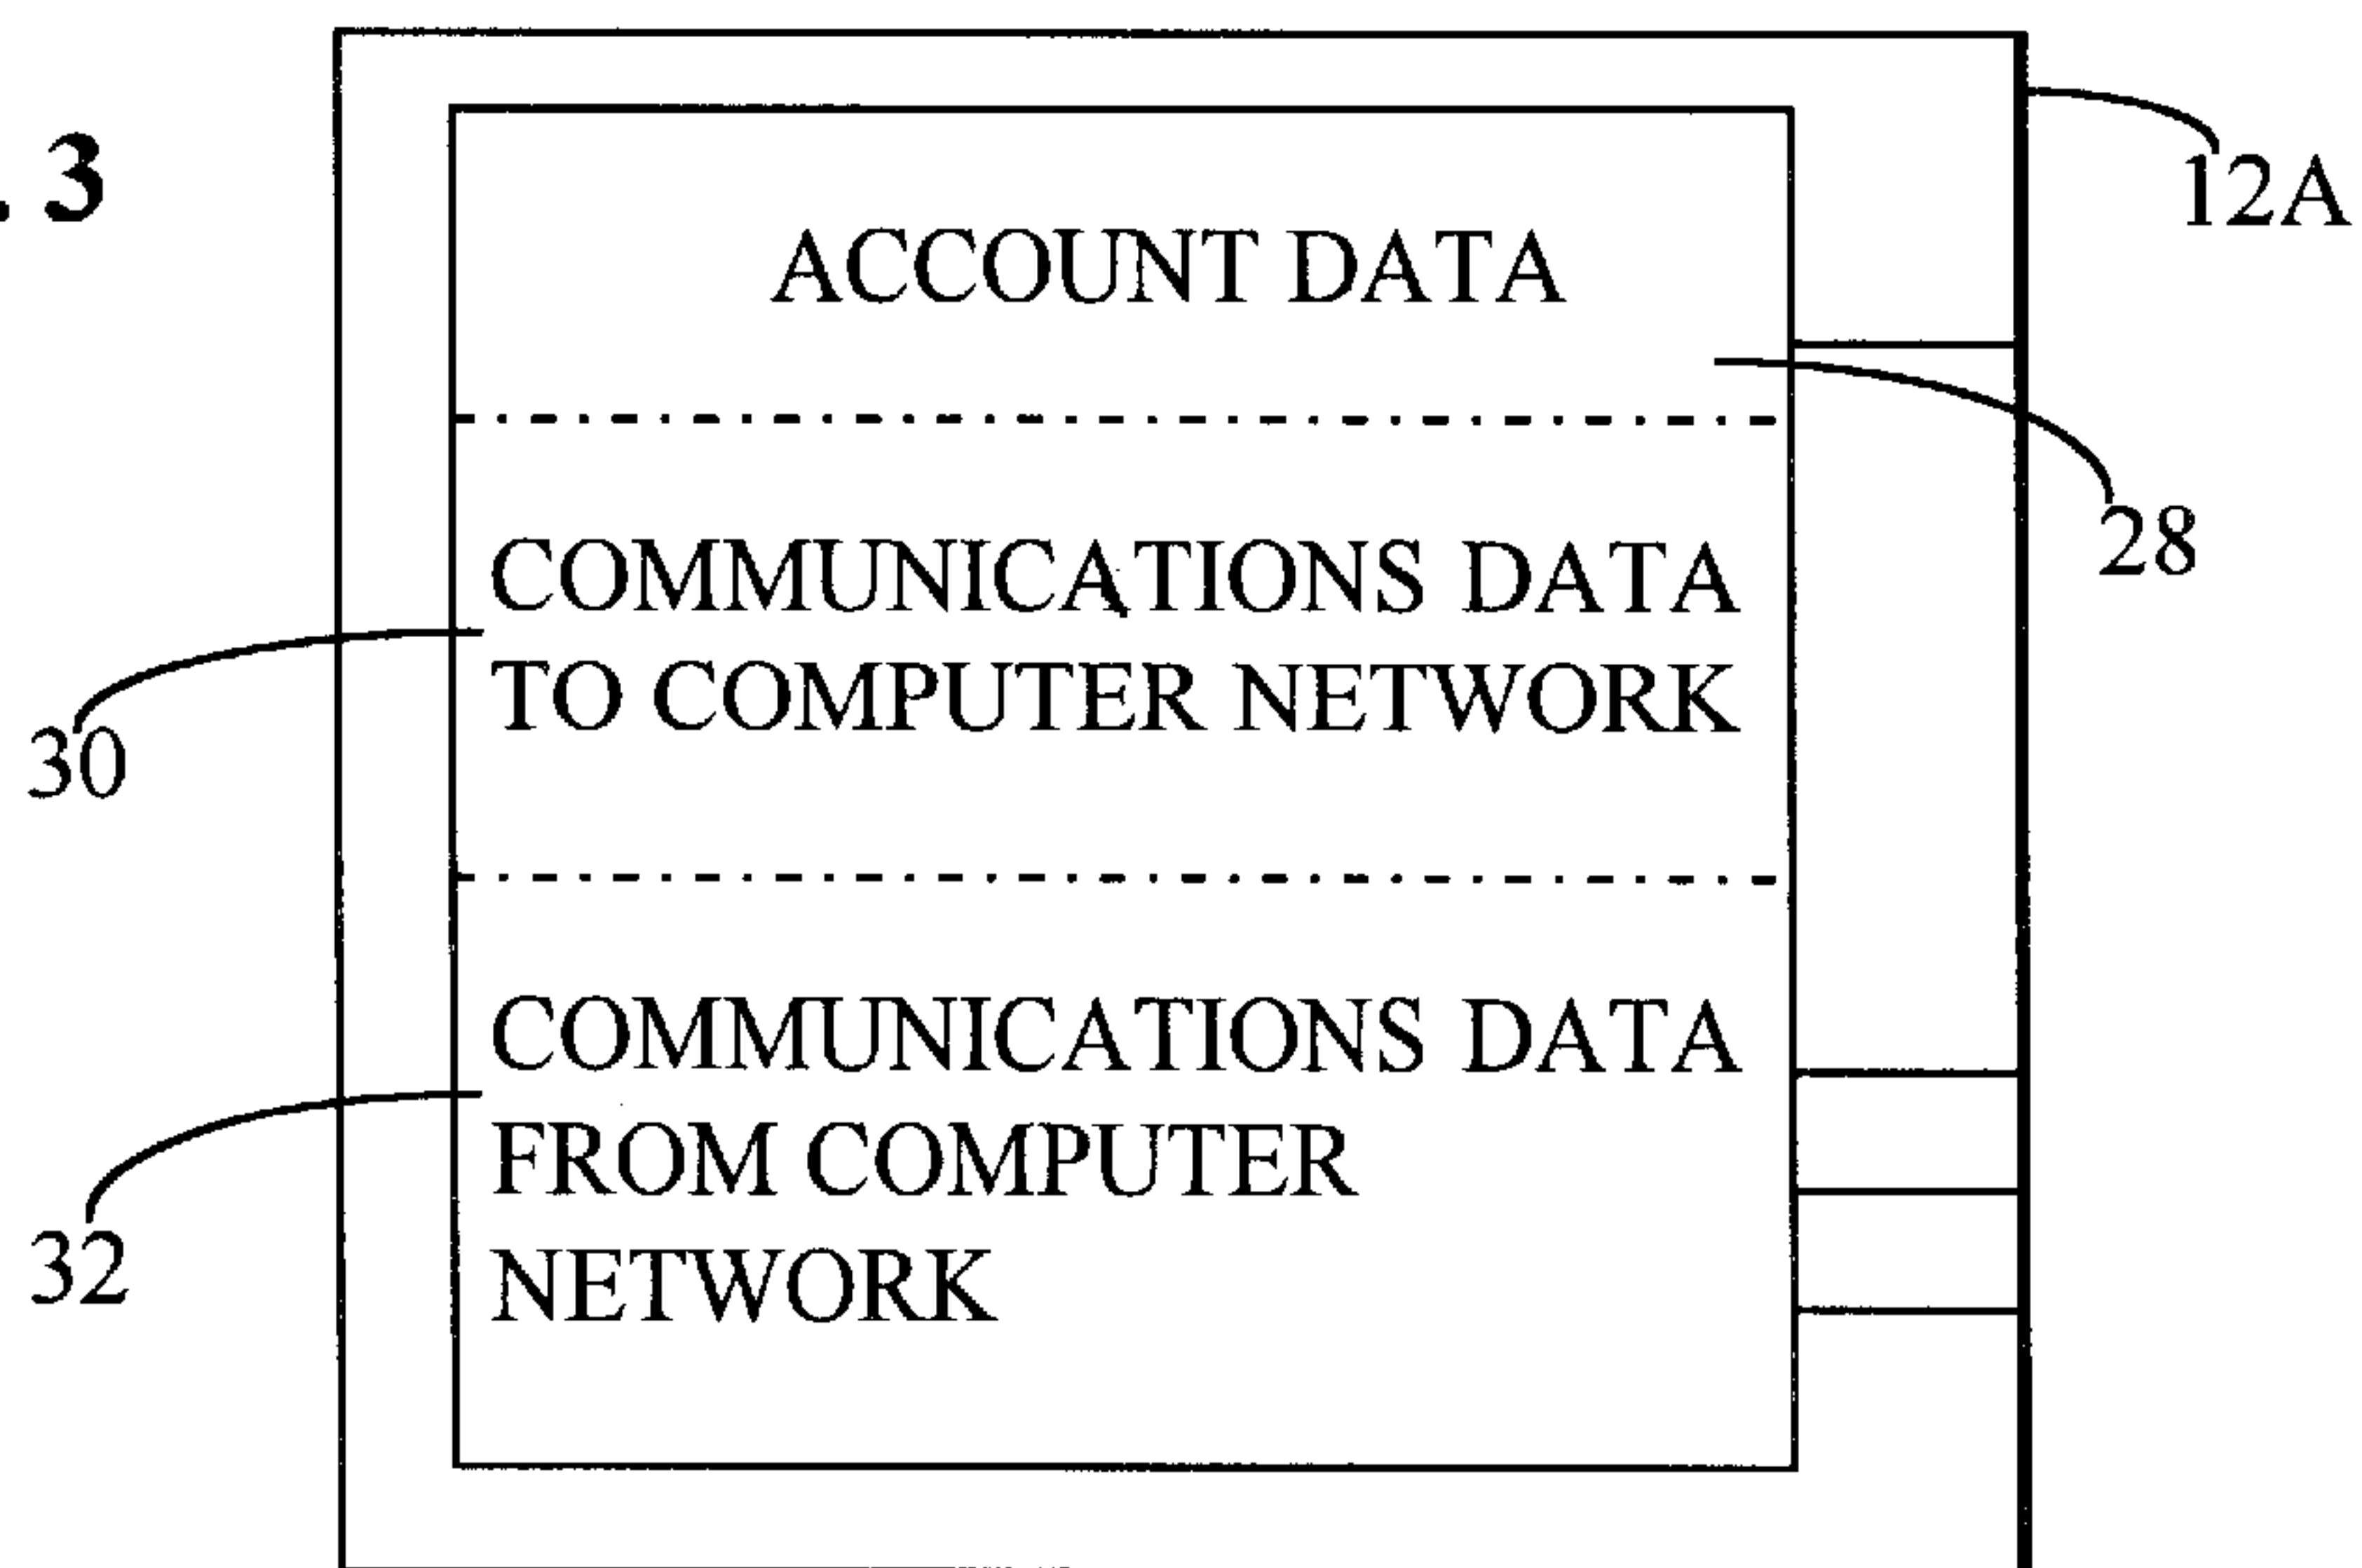 . 3
12A
ACCOUNT DATA
28
COMMUNICATIONS DATA
TO COMPUTER NETWORK
30
COMMUNICATIONS DATA
FROM COMPUTER
NETWORK
32